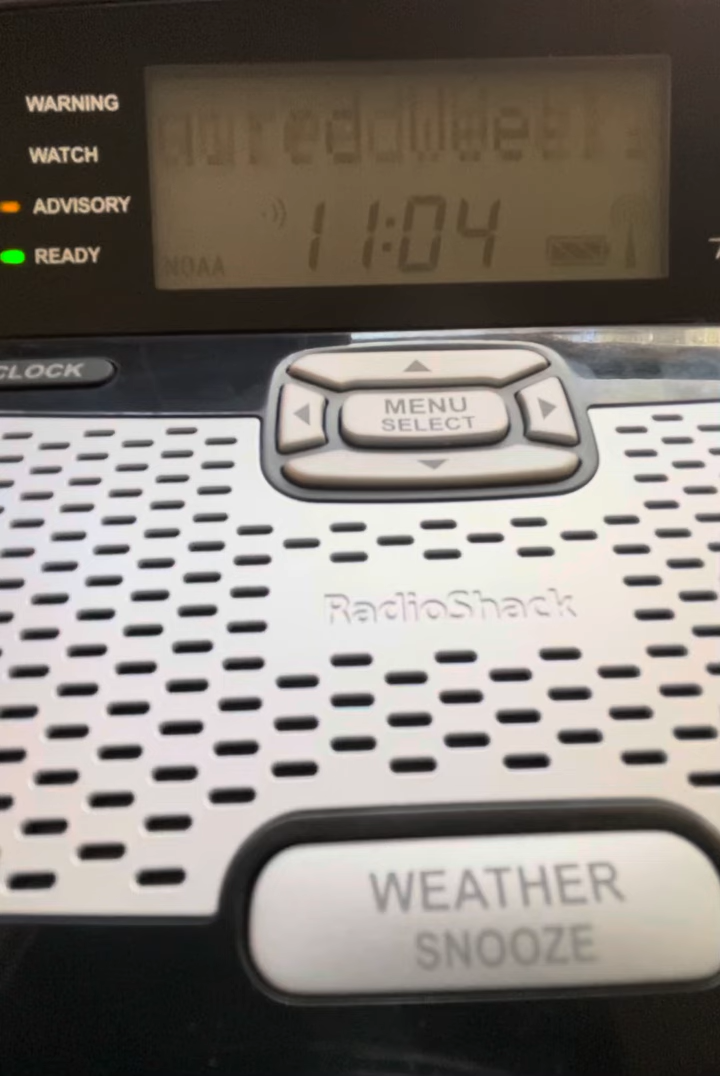 WARNING
WATCH
ADVISORY
READY
11:04
NOAA
CLOCK
MENU
SELECT
RadioShack
WEATHER
SNOOZE